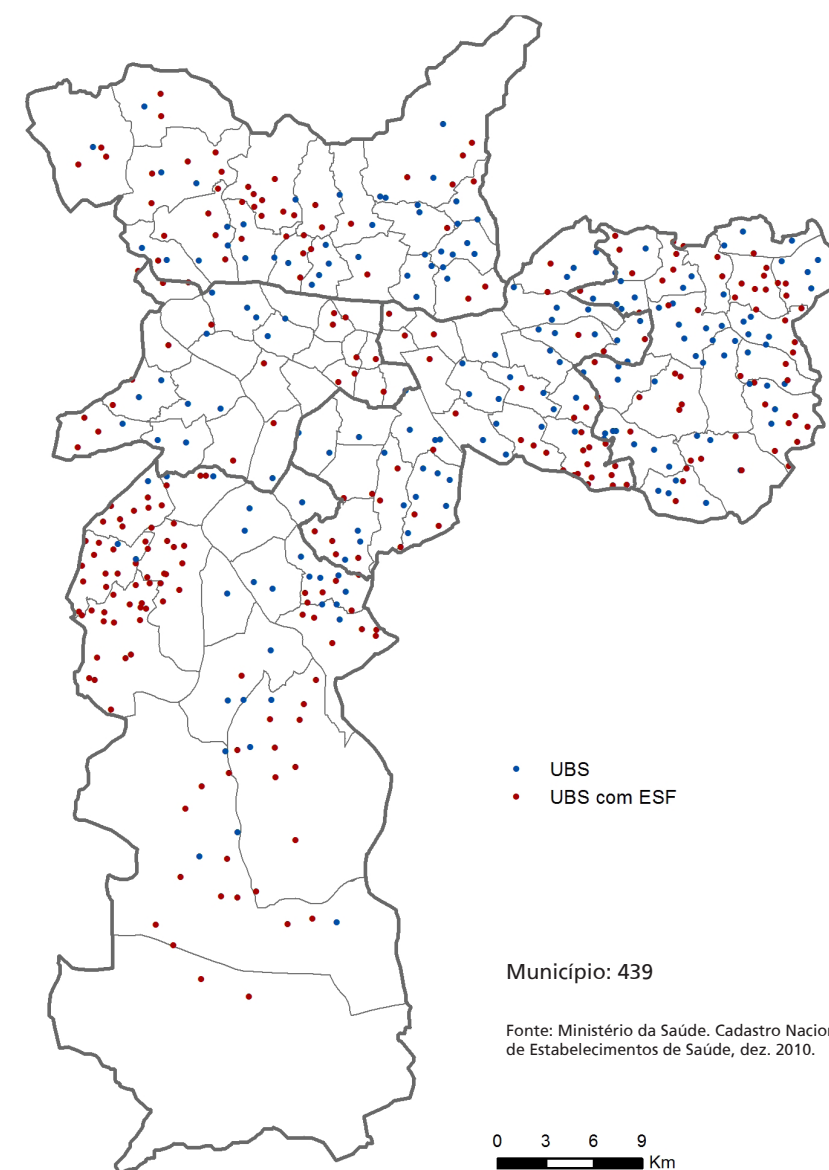 UBS
UBS com ESF
Município: 439
Fonte: Ministério da Saúde. Cadastro Nacion
de Estabelecimentos de Saúde, dez. 2010.
0 3 6 9
Km